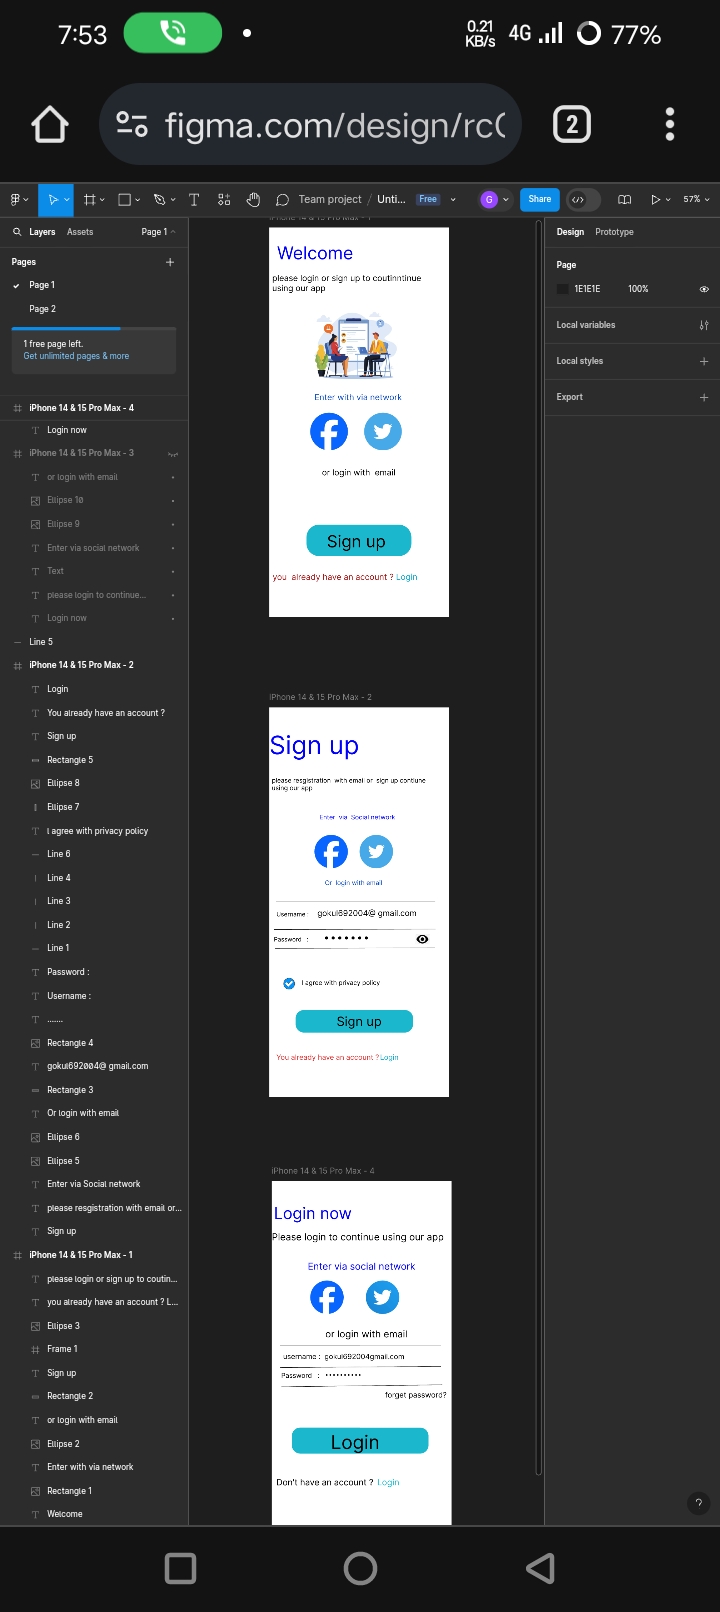 7:53
0.21
KB/s
4G
77%
figma.com/design/rc
2
Team project / Unti...
Free
G
Share
57%
Layers
Assets
Page 1
Design
Prototype
Pages
Page 1
Page 2
1 free page left.
Get unlimited pages & more
iPhone 14 & 15 Pro Max - 4
Login now
iPhone 14 & 15 Pro Max - 3
or login with email
Ellipse 10
Ellipse 9
Enter via social network
Text
please login to continue...
Login now
Line 5
iPhone 14 & 15 Pro Max - 2
Login
You already have an account ?
Sign up
Rectangle 5
Ellipse 8
Ellipse 7
I agree with privacy policy
Line 6
Line 4
Line 3
Line 2
Line 1
Password :
Username :
.......
Rectangle 4
gokul692004@ gmail.com
Rectangle 3
Or login with email
Ellipse 6
Ellipse 5
Enter via Social network
please resgistration with email or...
Sign up
iPhone 14 & 15 Pro Max - 1
please login or sign up to coutin...
you already have an account ? L...
Ellipse 3
Frame 1
Sign up
Rectangle 2
or login with email
Ellipse 2
Enter with via network
Rectangle 1
Welcome
iPhone 14 & 15 Pro Max - 1
Welcome
please login or sign up to coutinntinue
using our app
Enter with via network
or login with email
Sign up
you already have an account ? Login
iPhone 14 & 15 Pro Max - 2
Sign up
please resgistration with email or sign up contiune
using our app
Enter via Social network
Or login with email
Username : gokul692004@ gmail.com
Password : •••••••
I agree with privacy policy
Sign up
You already have an account ? Login
iPhone 14 & 15 Pro Max - 4
Login now
Please login to continue using our app
Enter via social network
or login with email
username : gokul692004gmail.com
Password : ••••••••••
forget password?
Login
Don't have an account ? Login
Page
1E1E1E
100%
Local variables
Local styles
Export
?